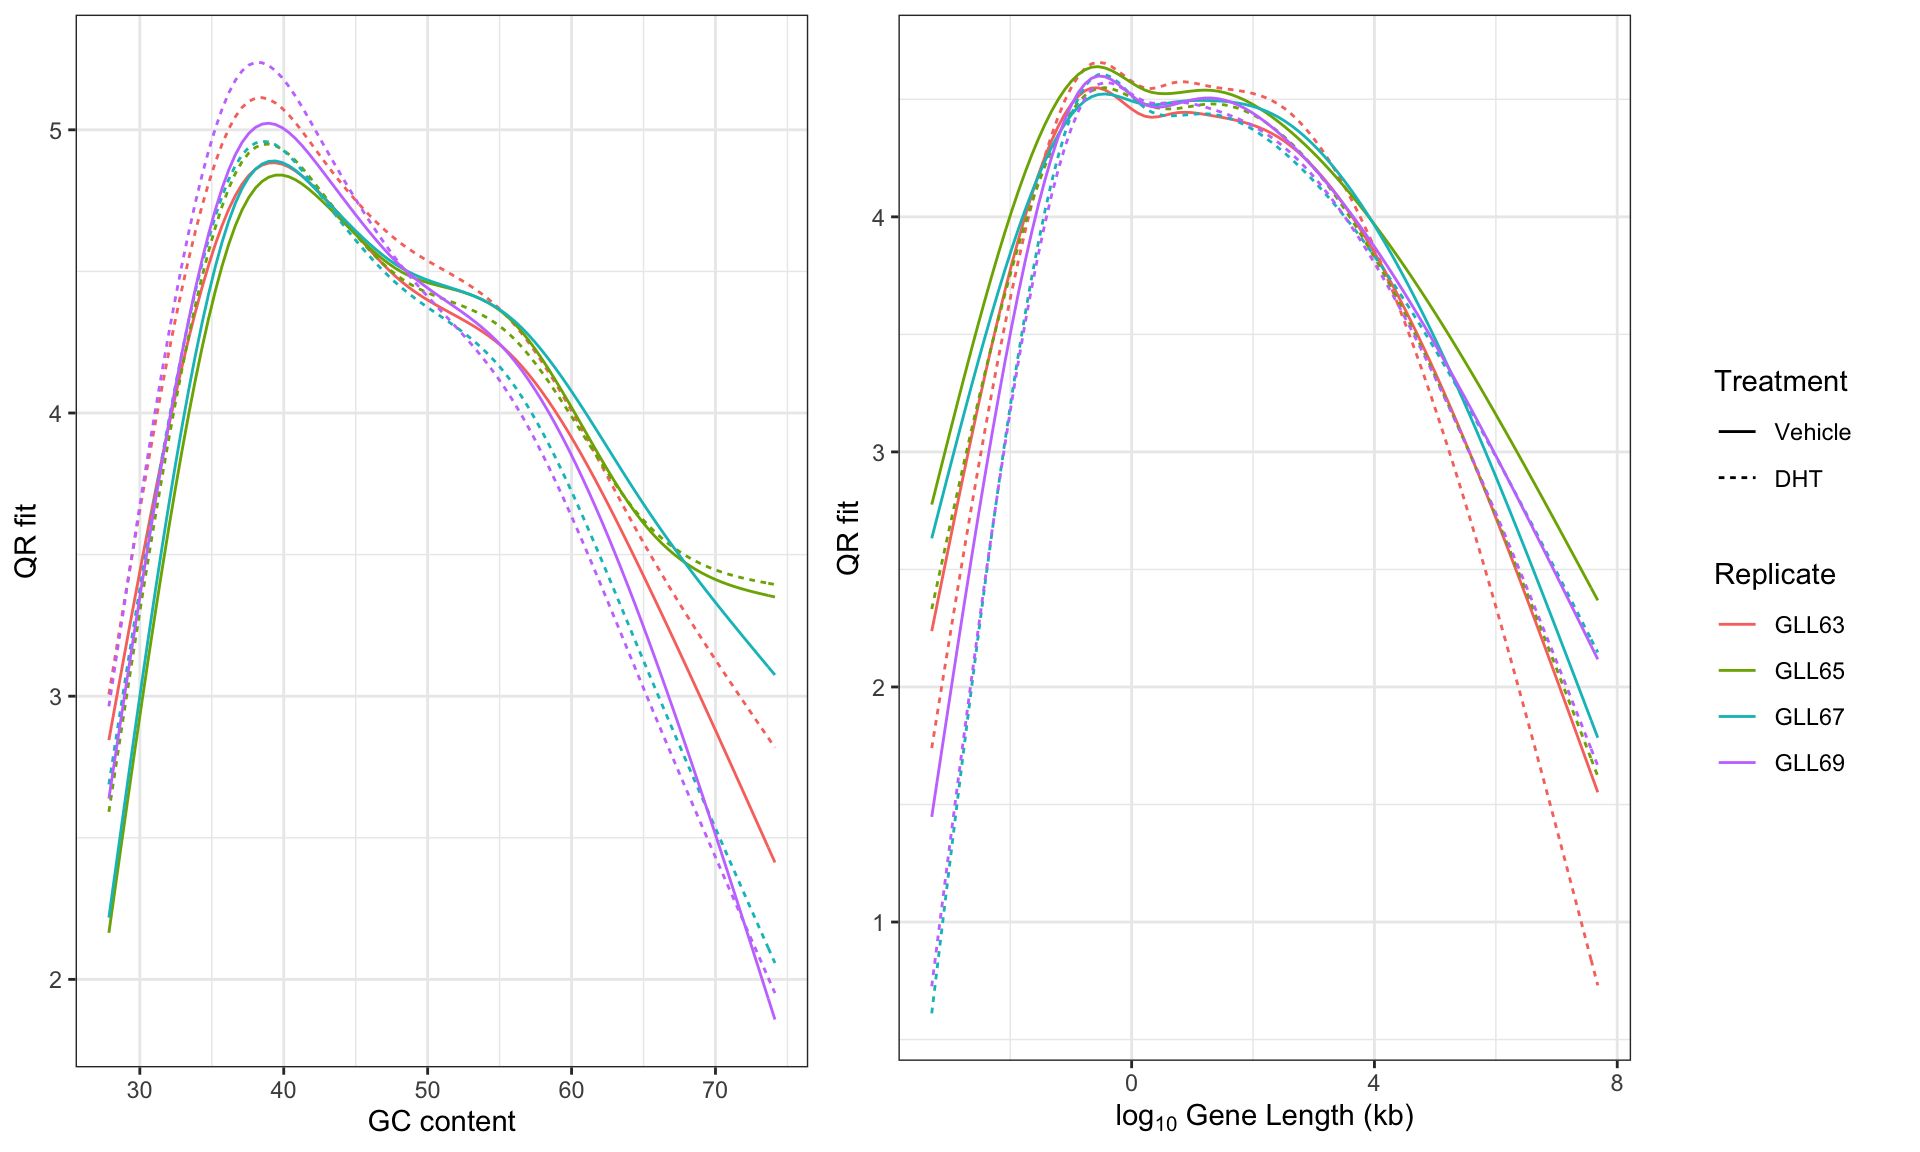 5
4
3
2
30 40 50 60 70
GC content
QR fit
4
3
2
1
0 4 8
log₁₀ Gene Length (kb)
QR fit
Treatment
Vehicle
DHT
Replicate
GLL63
GLL65
GLL67
GLL69